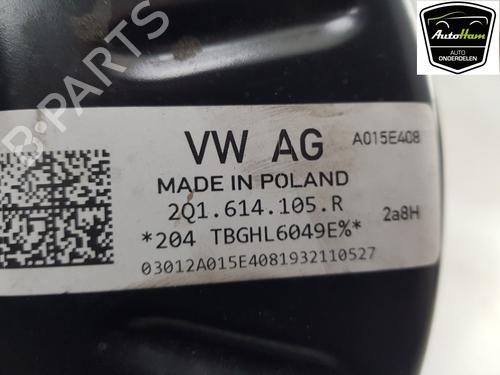 AutoHam
AUTO
ONDERDELEN
B-PARTS
VW AG
A015E408
MADE IN POLAND
2Q1.614.105.R
2a8H
*204 TBGHL6049E%*
03012A015E4081932110527